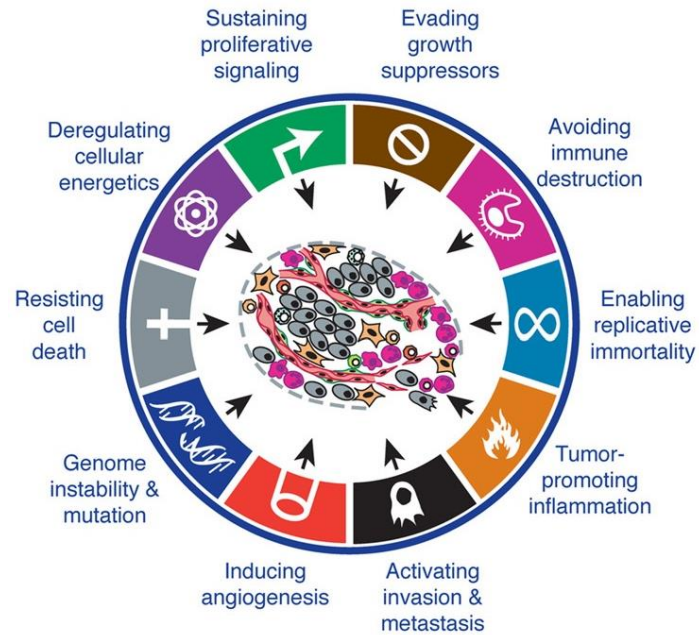 Sustaining
proliferative
signaling
Evading
growth
suppressors
Avoiding
immune
destruction
Enabling
replicative
immortality
Tumor-
promoting
inflammation
Activating
invasion &
metastasis
Inducing
angiogenesis
Genome
instability &
mutation
Resisting
cell
death
Deregulating
cellular
energetics